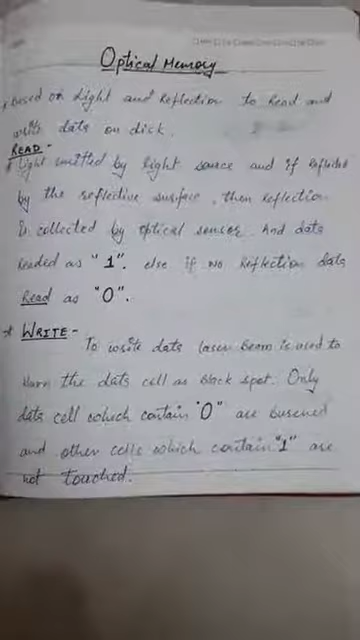 Optical Memory
* Based on Light and Reflection to Read and
write data on disk.
READ -
* Light emitted by light source and if Reflected
by the reflective surface, then Reflection
is collected by optical sensor. And data
Readed as "1". else if No Reflection data
Read as "0".
* WRITE -
To write data laser Beam is used to
Burn the data cell as Black spot. Only
data cell which contain "0" are busened
and other cells which contain "1" are
not touched.